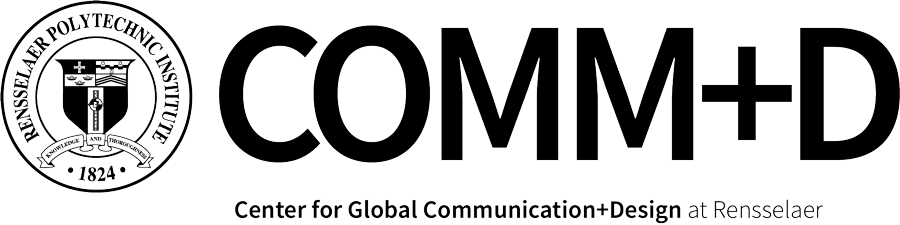 RENSSELAER POLYTECHNIC INSTITUTE
KNOWLEDGE AND THOROUGHNESS
• 1824 •
COMM+D
Center for Global Communication+Design at Rensselaer